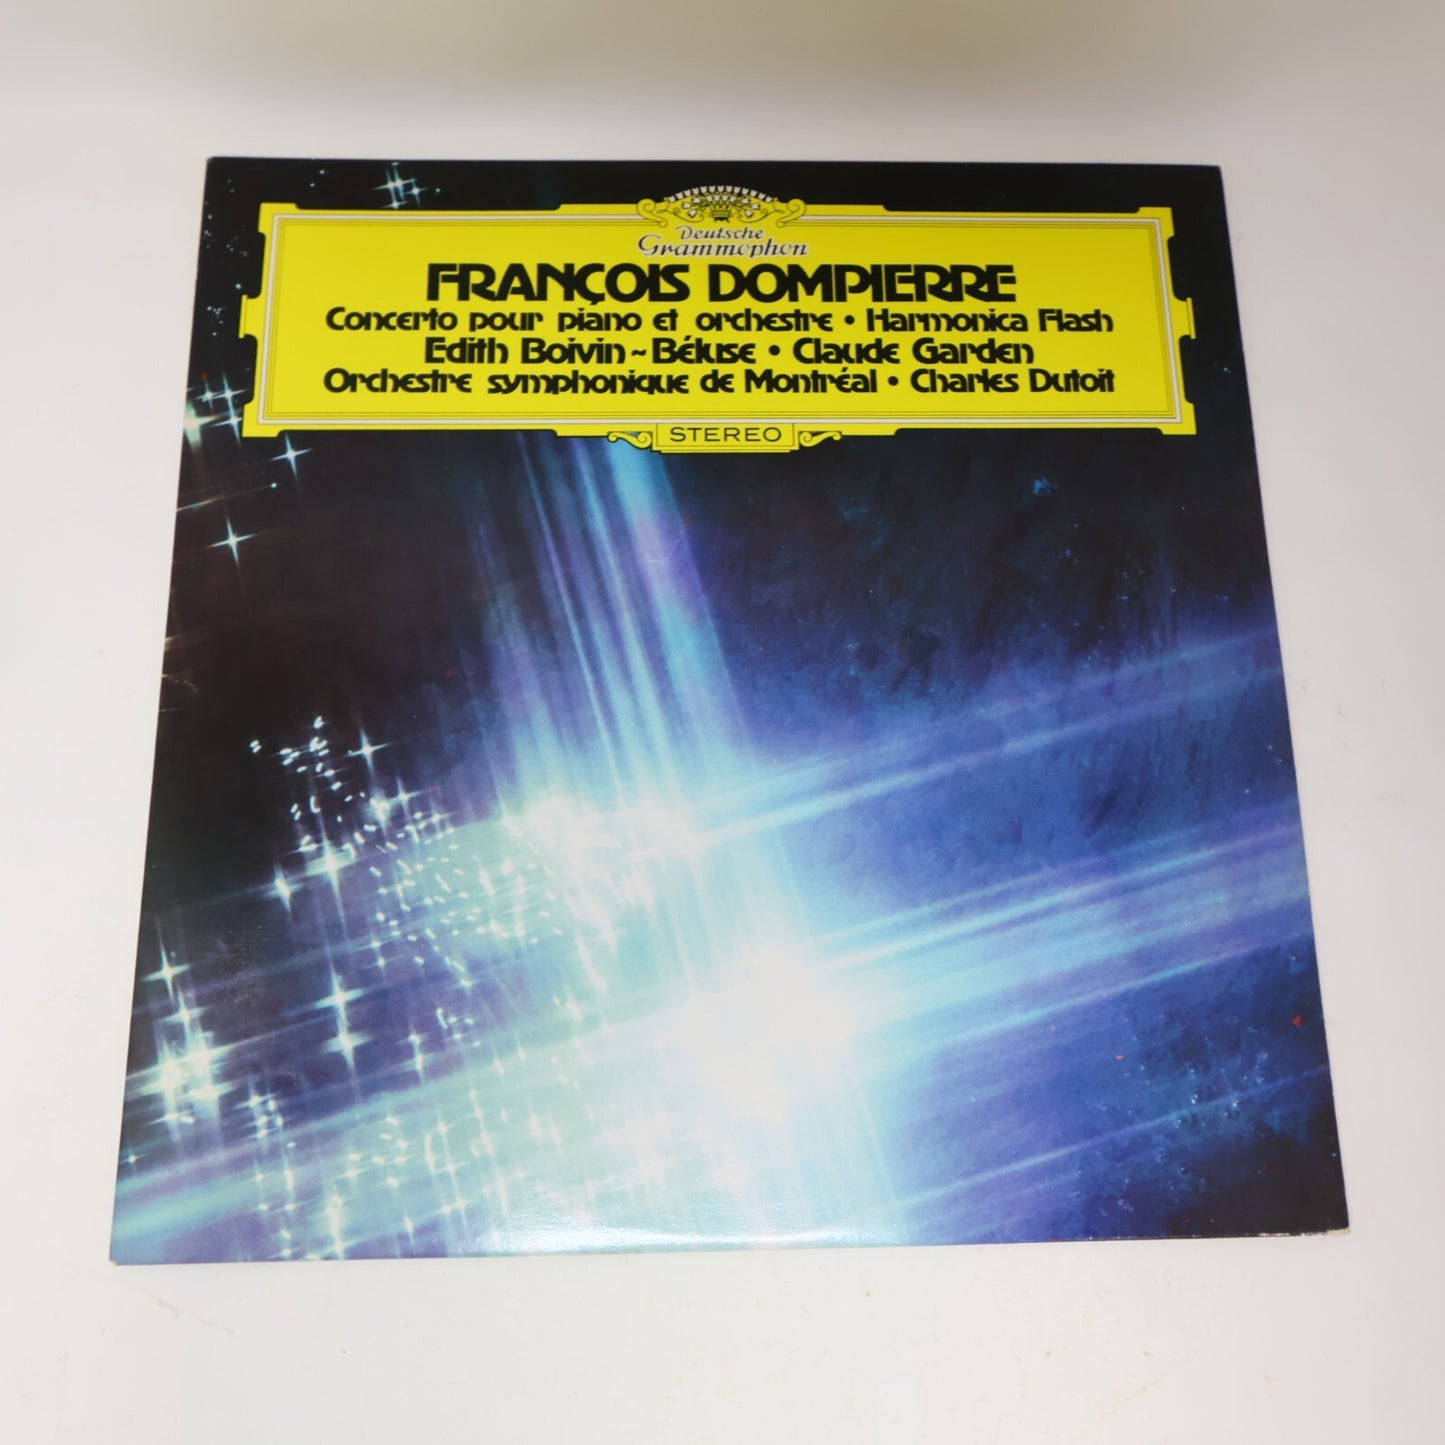 Deutsche
Grammophon
FRANÇOIS DOMPIERRE
Concerto pour piano et orchestre • Harmonica Flash
Edith Boivin~Béluse • Claude Garden
Orchestre symphonique de Montréal • Charles Dutoit
STEREO